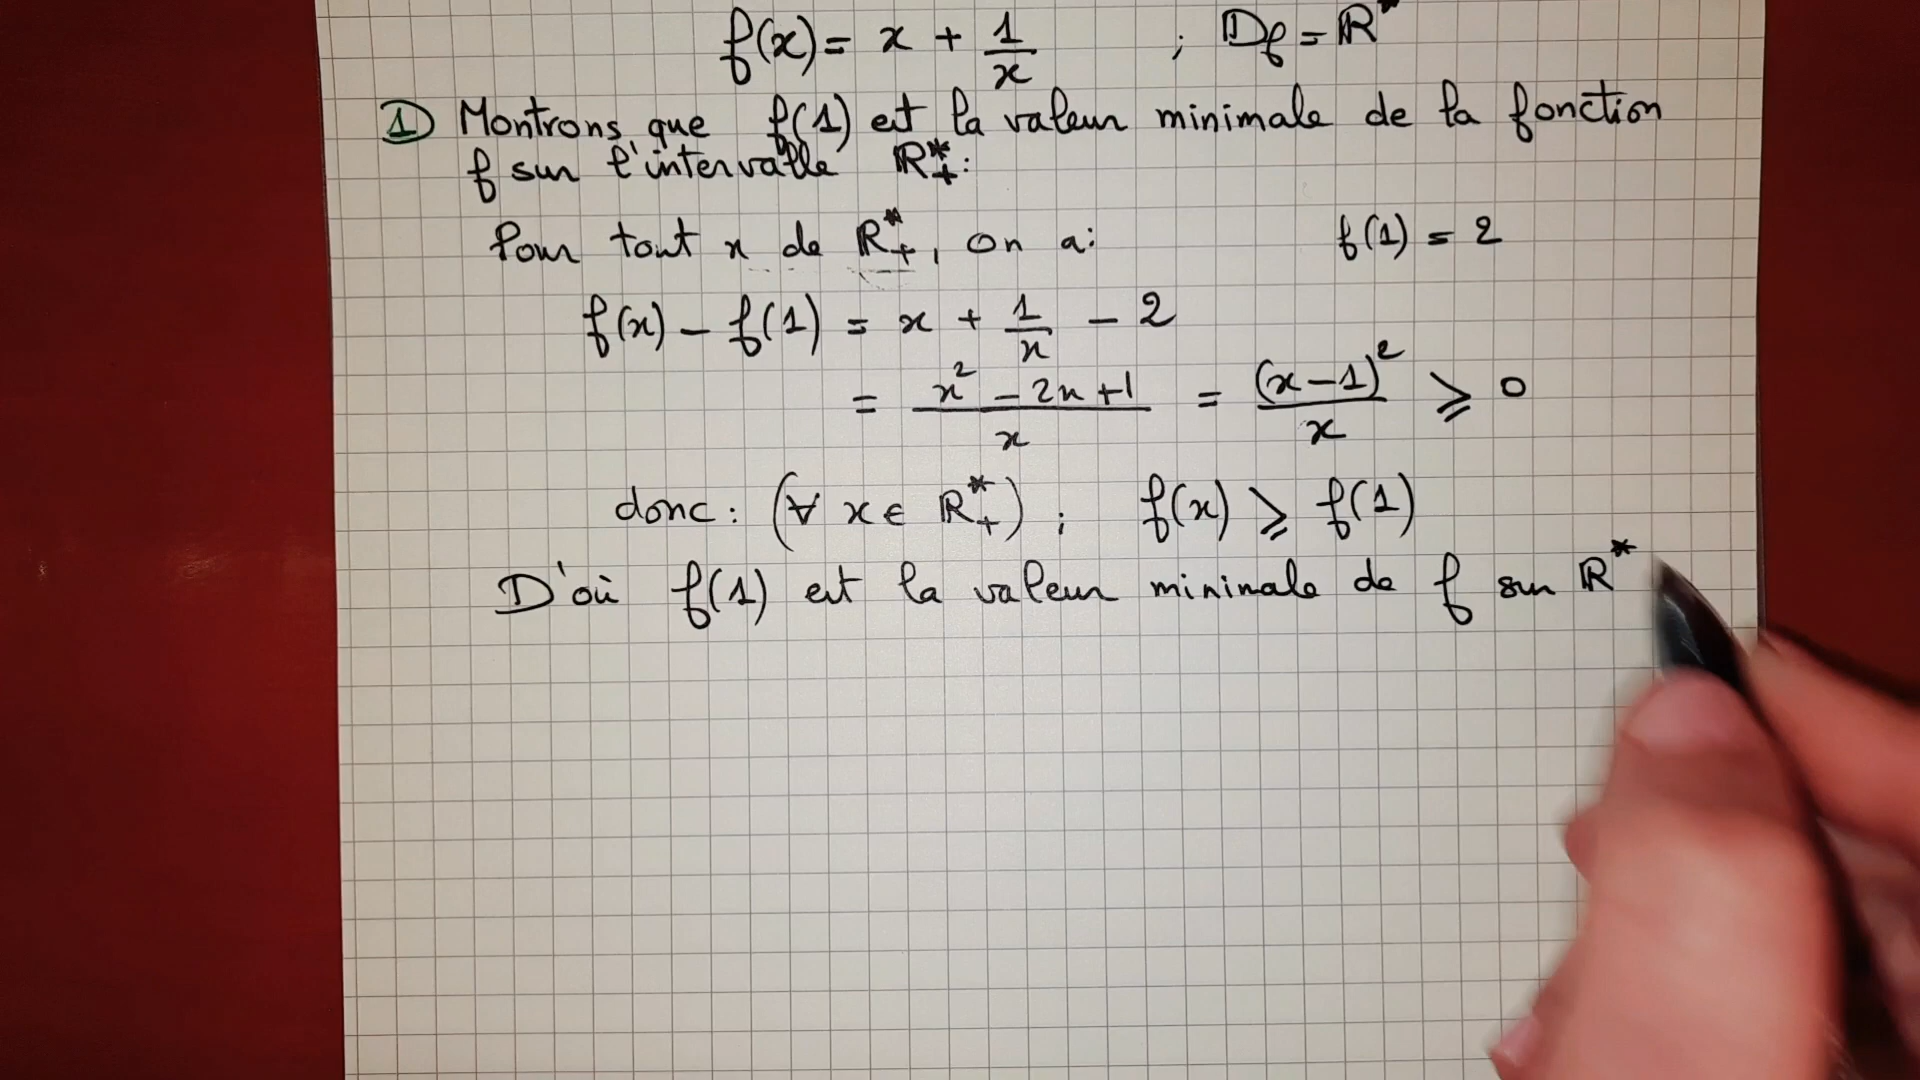 f(x) = x + 1/x ; Df = ℝ*
① Montrons que f(1) est la valeur minimale de la fonction
f sur l'intervalle ℝ*₊:
Pour tout x de ℝ*₊, on a: f(1) = 2
f(x) – f(1) = x + 1/x – 2
= (x² – 2x + 1)/x = (x – 1)²/x ⩾ 0
donc: (∀ x ∈ ℝ*₊) ; f(x) ⩾ f(1)
D'où f(1) est la valeur minimale de f sur ℝ*